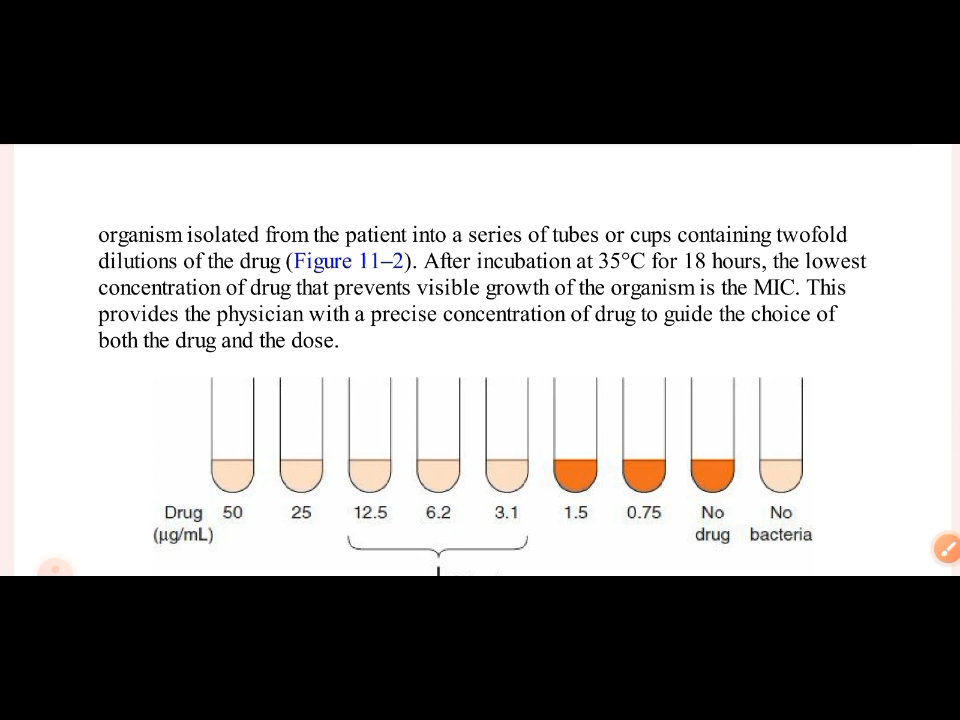 organism isolated from the patient into a series of tubes or cups containing twofold
dilutions of the drug (Figure 11–2). After incubation at 35°C for 18 hours, the lowest
concentration of drug that prevents visible growth of the organism is the MIC. This
provides the physician with a precise concentration of drug to guide the choice of
both the drug and the dose.
Drug 50 25 12.5 6.2 3.1 1.5 0.75 No No
(µg/mL) drug bacteria